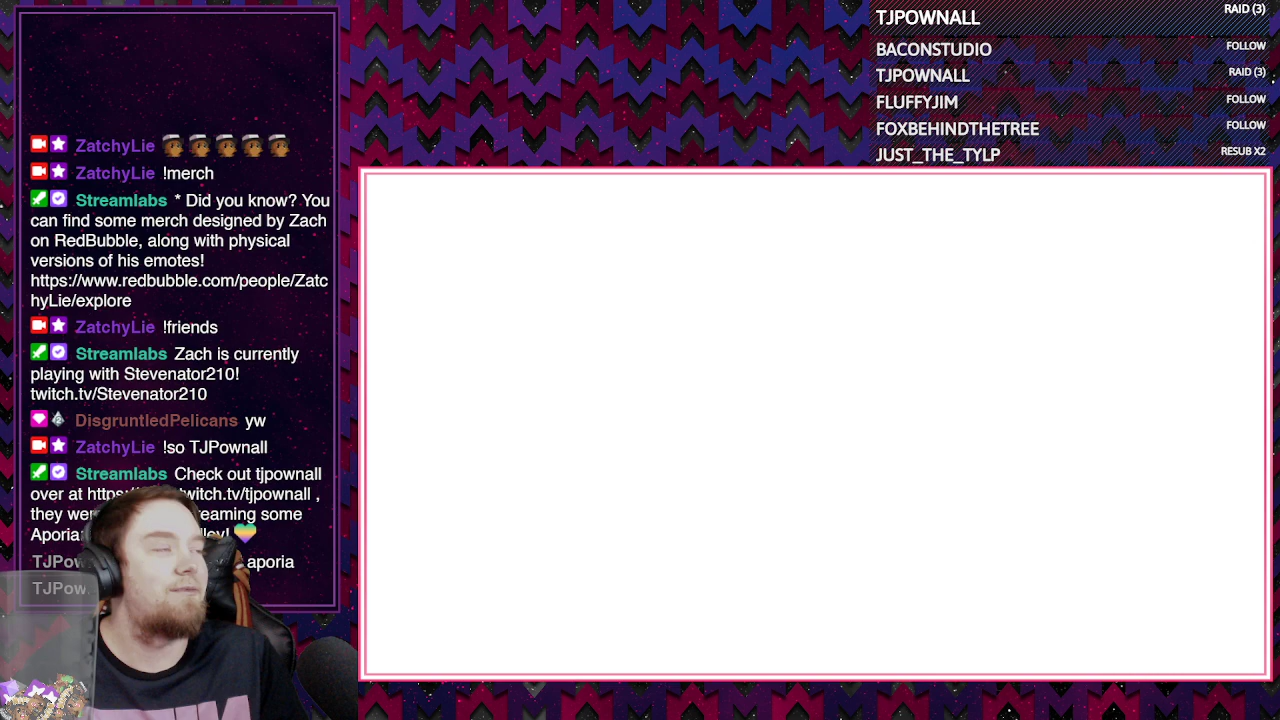 ZatchyLie
ZatchyLie !merch
Streamlabs * Did you know? You
can find some merch designed by Zach
on RedBubble, along with physical
versions of his emotes!
https://www.redbubble.com/people/Zatc
hyLie/explore
ZatchyLie !friends
Streamlabs Zach is currently
playing with Stevenator210!
twitch.tv/Stevenator210
DisgruntledPelicans yw
ZatchyLie !so TJPownall
Streamlabs Check out tjpownall
over at twitch.tv/tjpownall ,
they some
aporia
TJPOWNALL RAID (3)
BACONSTUDIO FOLLOW
TJPOWNALL RAID (3)
FLUFFYJIM FOLLOW
FOXBEHINDTHETREE FOLLOW
JUST_THE_TYLP RESUB X2